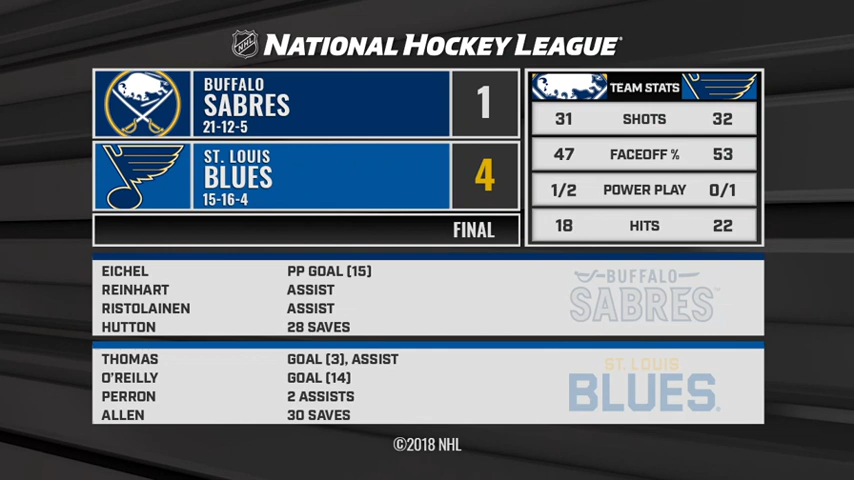 NHL
NATIONAL HOCKEY LEAGUE
BUFFALO
SABRES
21-12-5
1
ST. LOUIS
BLUES
15-16-4
4
FINAL
TEAM STATS
31 SHOTS 32
47 FACEOFF % 53
1/2 POWER PLAY 0/1
18 HITS 22
EICHEL PP GOAL (15)
REINHART ASSIST
RISTOLAINEN ASSIST
HUTTON 28 SAVES
BUFFALO
SABRES™
THOMAS GOAL (3), ASSIST
O'REILLY GOAL (14)
PERRON 2 ASSISTS
ALLEN 30 SAVES
ST. LOUIS
BLUES
©2018 NHL